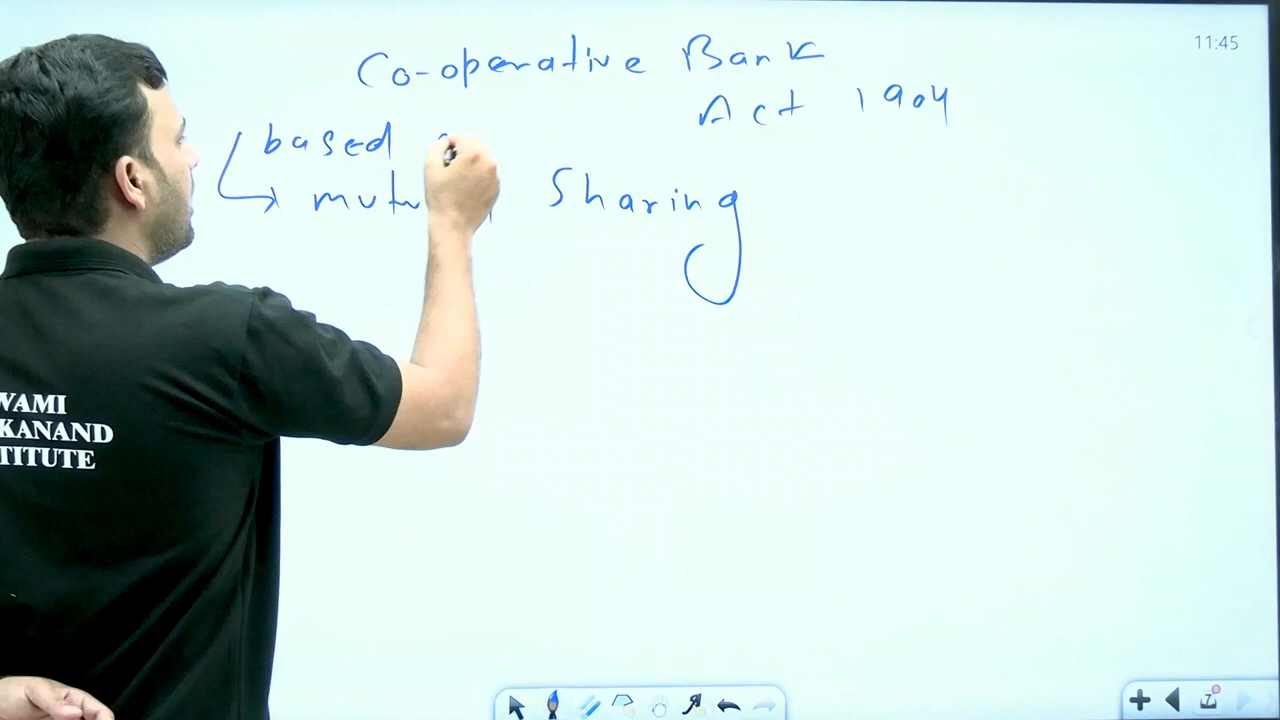 Co-operative Bank
Act 1904
based
Sharing
11:45
WAMI
KANAND
TITUTE